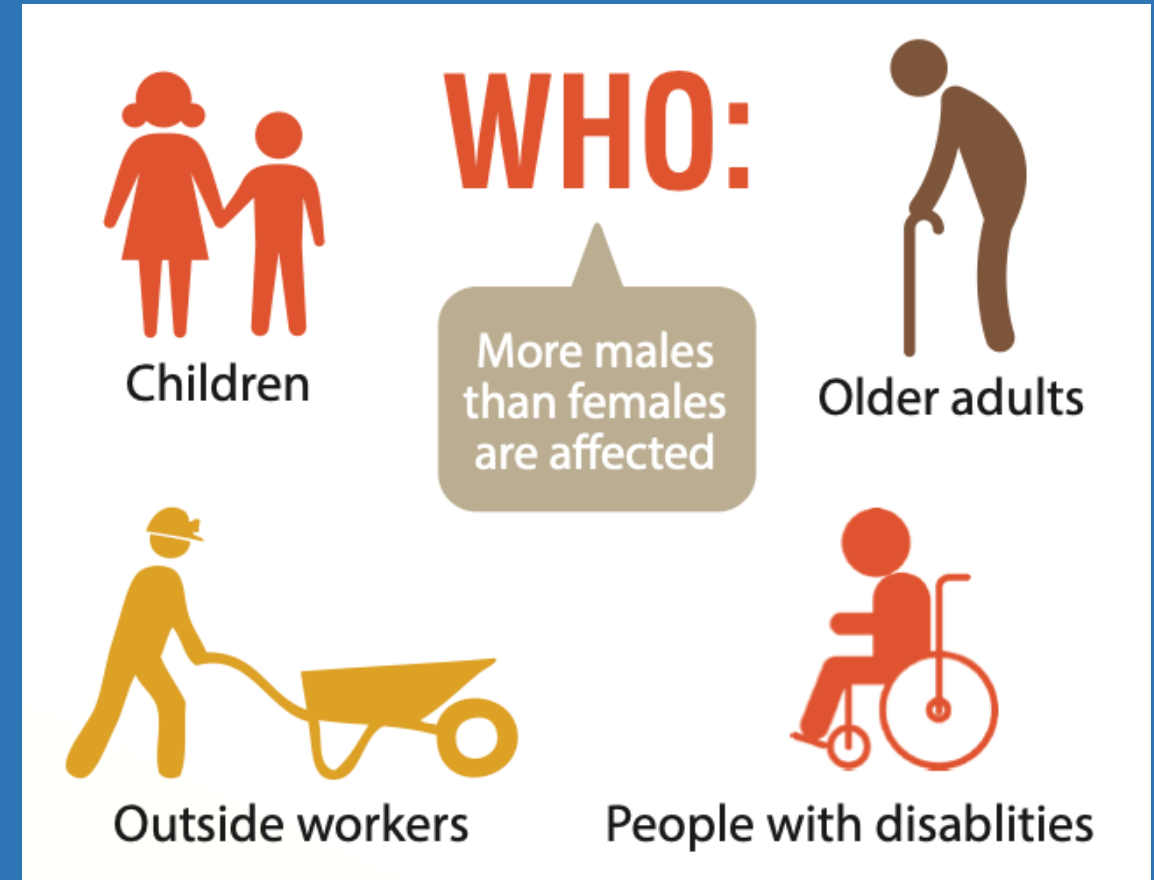 WHO:
Children
More males
than females
are affected
Older adults
Outside workers
People with disablities